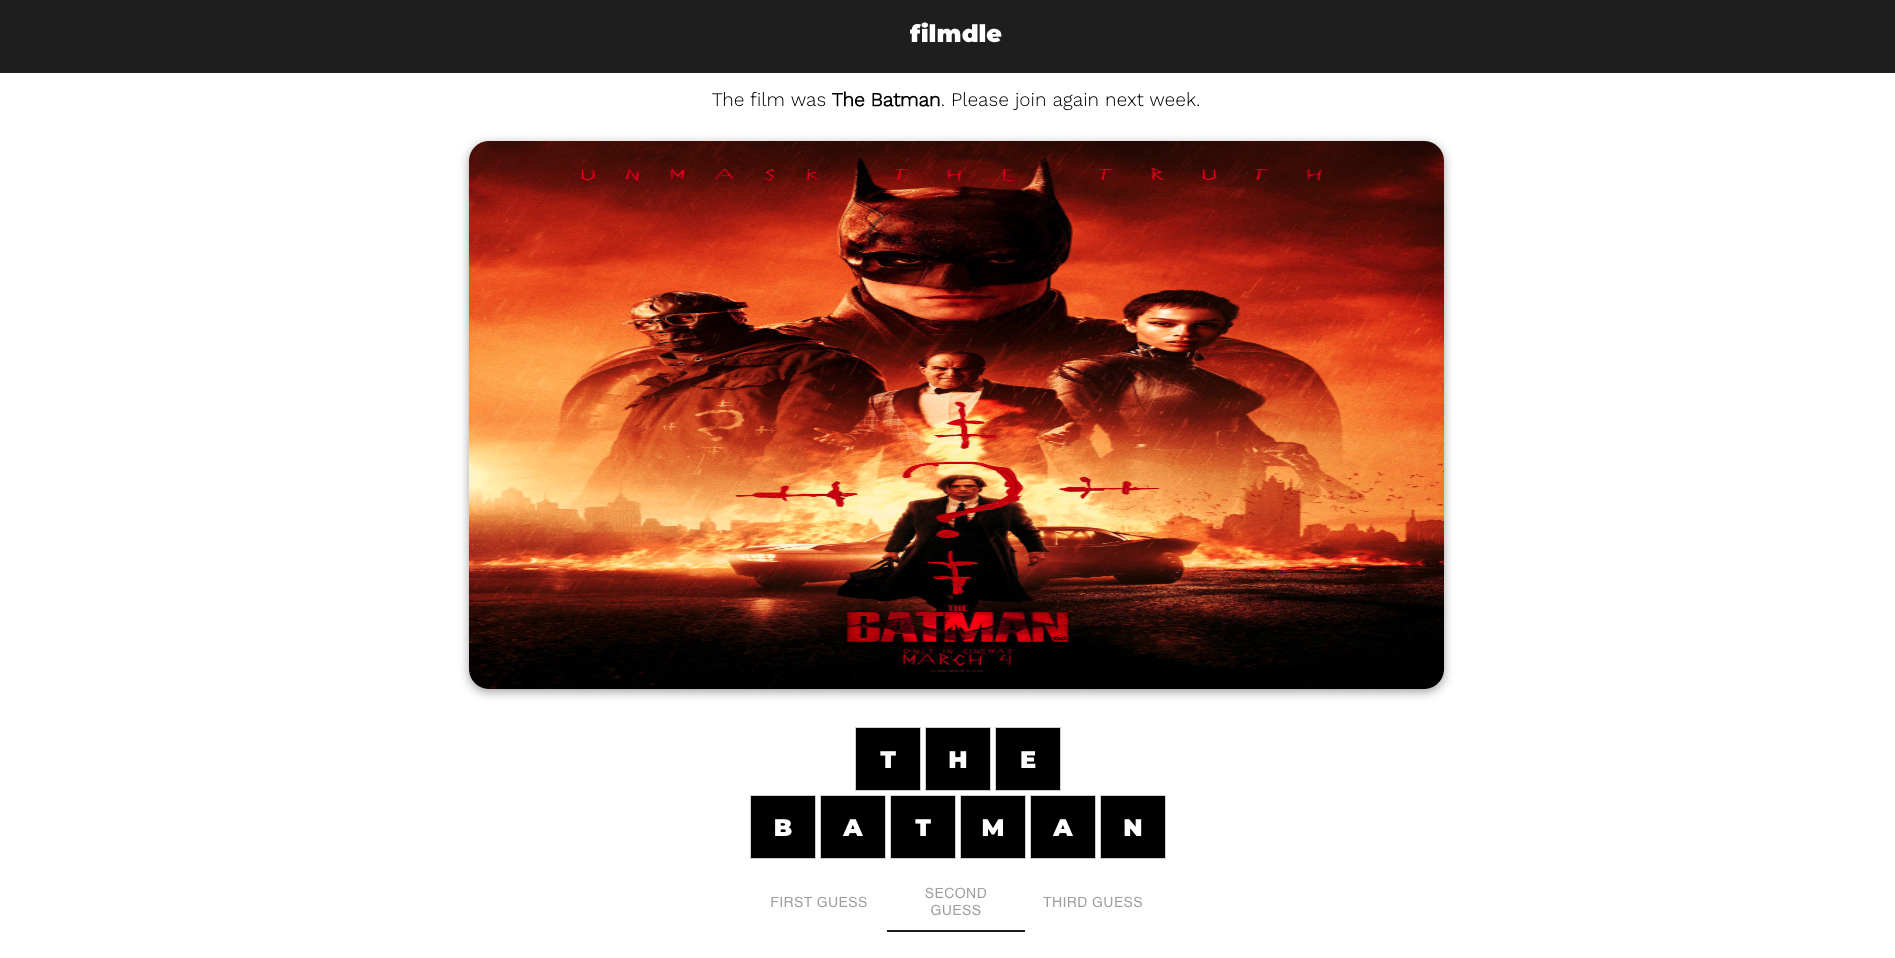 filmdle
The film was The Batman. Please join again next week.
UNMASK THE TRUTH
THE
BATMAN
ONLY IN CINEMAS
MARCH 4
T H E
B A T M A N
FIRST GUESS
SECOND
GUESS
THIRD GUESS